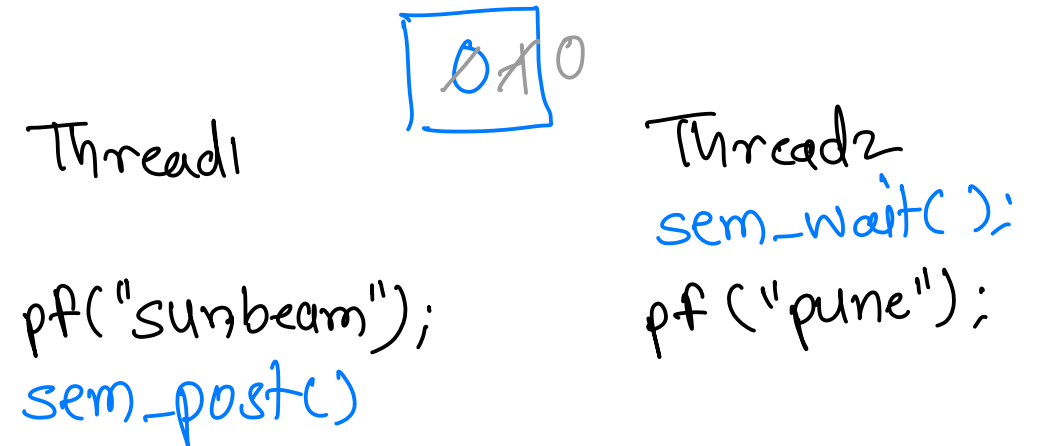 0 1 0
Thread1
pf("sunbeam");
sem_post()
Thread2
sem_wait();
pf("pune");